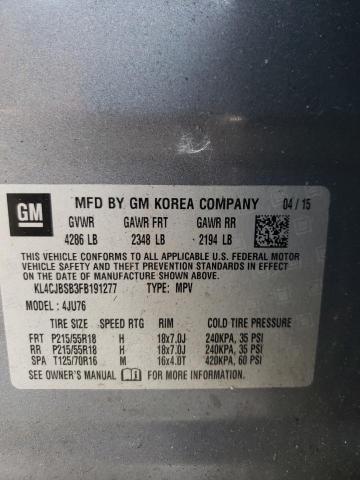 GM
MFD BY GM KOREA COMPANY 04 / 15
GVWR GAWR FRT GAWR RR
4286 LB 2348 LB 2194 LB
THIS VEHICLE CONFORMS TO ALL APPLICABLE U.S. FEDERAL MOTOR
VEHICLE SAFETY, BUMPER, AND THEFT PREVENTION STANDARDS
IN EFFECT ON THE DATE OF MANUFACTURE SHOWN ABOVE.
KL4CJBSB3FB191277 TYPE: MPV
MODEL : 4JU76
TIRE SIZE SPEED RTG RIM COLD TIRE PRESSURE
FRT P215/55R18 H 18x7.0J 240KPA, 35 PSI
RR P215/55R18 H 18x7.0J 240KPA, 35 PSI
SPA T125/70R16 M 16x4.0T 420KPA, 60 PSI
SEE OWNER'S MANUAL FOR MORE INFORMATION